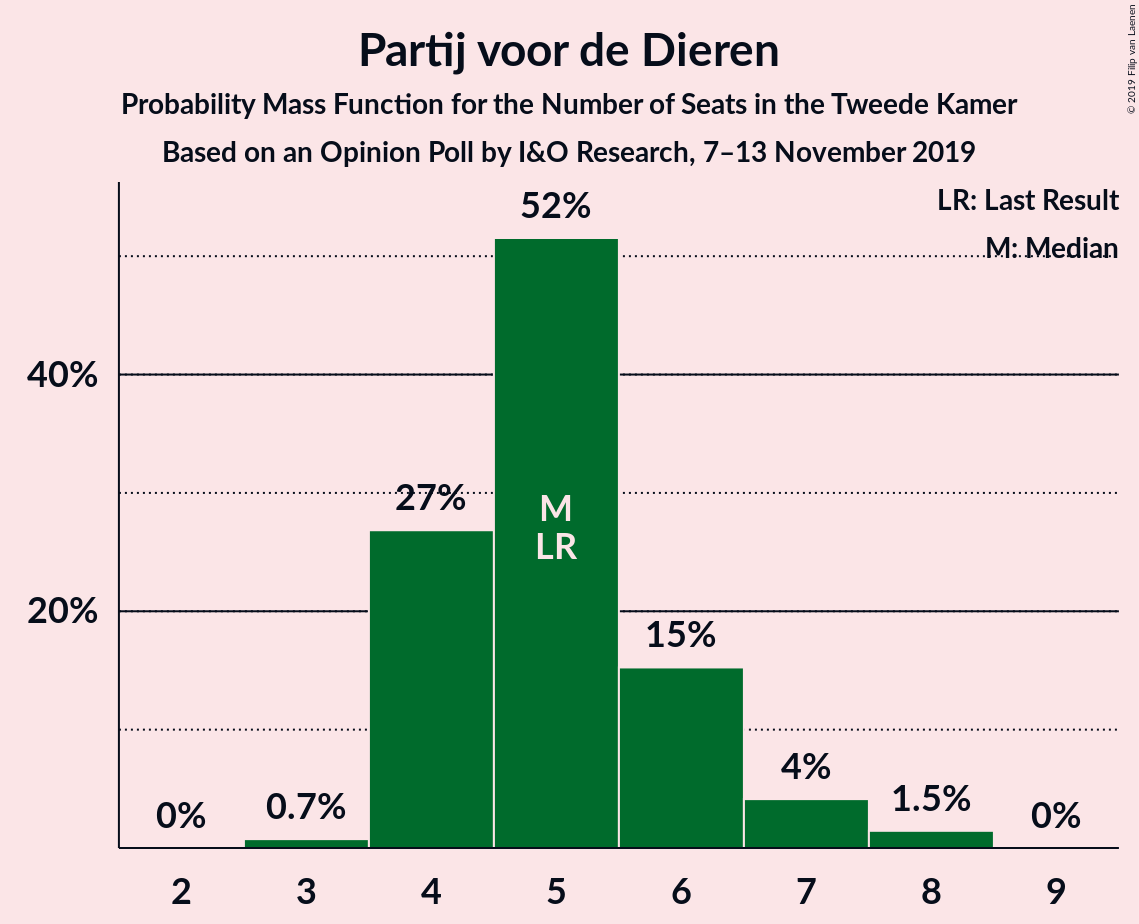 Partij voor de Dieren
Probability Mass Function for the Number of Seats in the Tweede Kamer
Based on an Opinion Poll by I&O Research, 7–13 November 2019
© 2019 Filip van Laenen
LR: Last Result
M: Median
52%
40%
27%
M
LR
20%
15%
4%
1.5%
0.7%
0%
0%
2 3 4 5 6 7 8 9